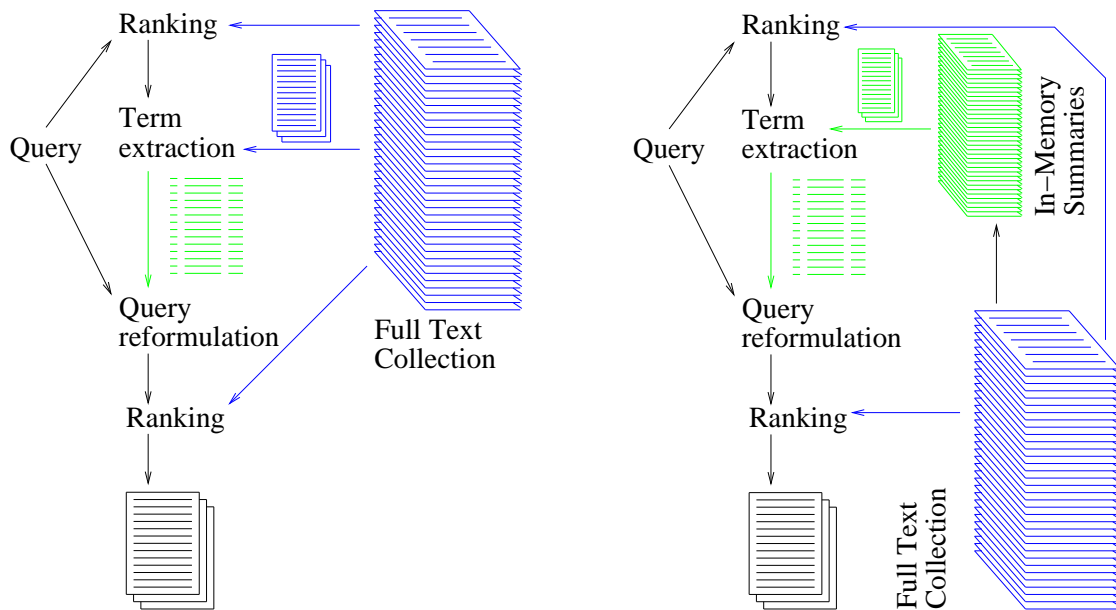 Ranking
Term
extraction
Query
Query
reformulation
Full Text
Collection
Ranking
Ranking
Term
extraction
Query
In−Memory
Summaries
Query
reformulation
Ranking
Full Text
Collection